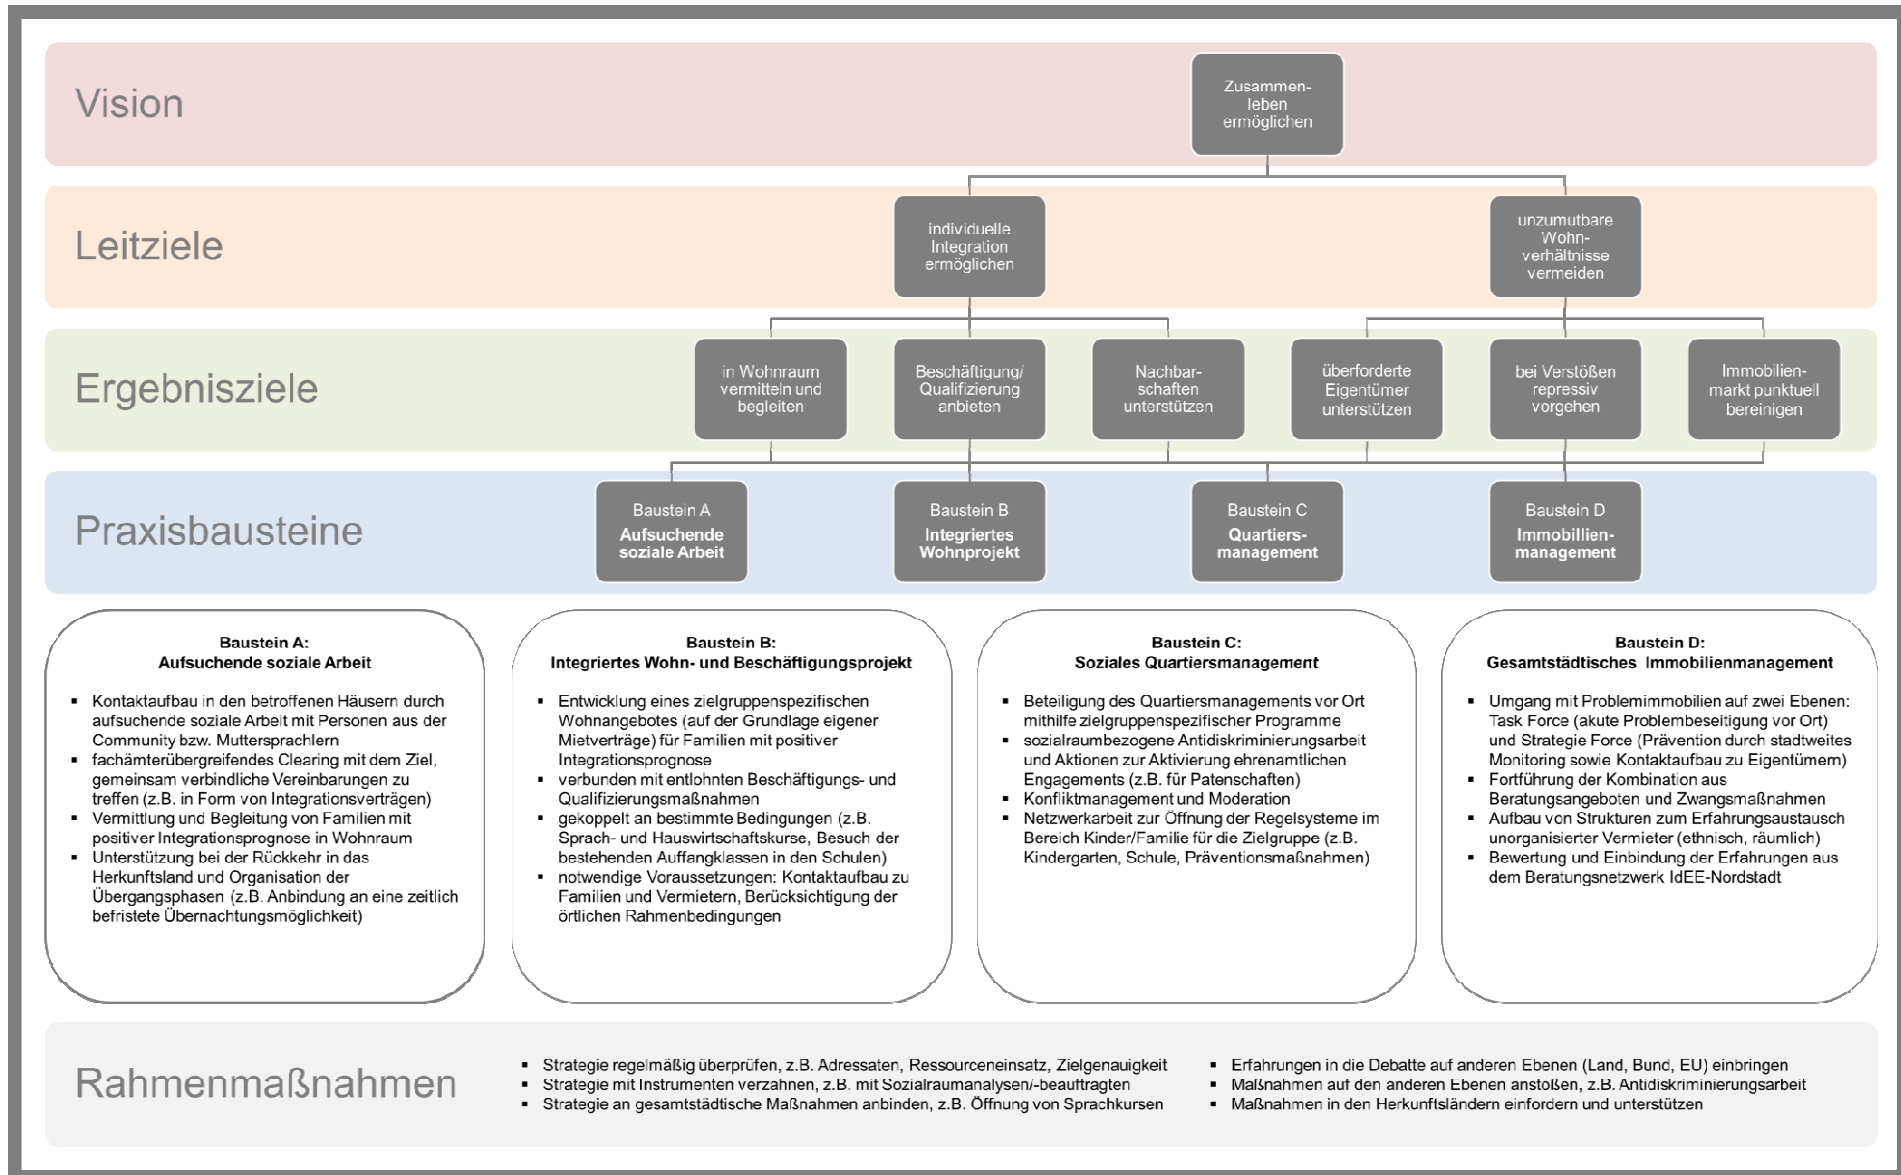 Vision
Zusammen-
leben
ermöglichen
Leitziele
individuelle
Integration
ermöglichen
unzumutbare
Wohn-
verhältnisse
vermeiden
Ergebnisziele
in Wohnraum
vermitteln und
begleiten
Beschäftigung/
Qualifizierung
anbieten
Nachbar-
schaften
unterstützen
überforderte
Eigentümer
unterstützen
bei Verstößen
repressiv
vorgehen
Immobilien-
markt punktuell
bereinigen
Praxisbausteine
Baustein A
Aufsuchende
soziale Arbeit
Baustein B
Integriertes
Wohnprojekt
Baustein C
Quartiers-
management
Baustein D
Immobillien-
management
Baustein A:
Aufsuchende soziale Arbeit
▪ Kontaktaufbau in den betroffenen Häusern durch
aufsuchende soziale Arbeit mit Personen aus der
Community bzw. Muttersprachlern
▪ fachämterübergreifendes Clearing mit dem Ziel,
gemeinsam verbindliche Vereinbarungen zu
treffen (z.B. in Form von Integrationsverträgen)
▪ Vermittlung und Begleitung von Familien mit
positiver Integrationsprognose in Wohnraum
▪ Unterstützung bei der Rückkehr in das
Herkunftsland und Organisation der
Übergangsphasen (z.B. Anbindung an eine zeitlich
befristete Übernachtungsmöglichkeit)
Baustein B:
Integriertes Wohn- und Beschäftigungsprojekt
▪ Entwicklung eines zielgruppenspezifischen
Wohnangebotes (auf der Grundlage eigener
Mietverträge) für Familien mit positiver
Integrationsprognose
▪ verbunden mit entlohnten Beschäftigungs- und
Qualifizierungsmaßnahmen
▪ gekoppelt an bestimmte Bedingungen (z.B.
Sprach- und Hauswirtschaftskurse, Besuch der
bestehenden Auffangklassen in den Schulen)
▪ notwendige Voraussetzungen: Kontaktaufbau zu
Familien und Vermietern, Berücksichtigung der
örtlichen Rahmenbedingungen
Baustein C:
Soziales Quartiersmanagement
▪ Beteiligung des Quartiersmanagements vor Ort
mithilfe zielgruppenspezifischer Programme
▪ sozialraumbezogene Antidiskriminierungsarbeit
und Aktionen zur Aktivierung ehrenamtlichen
Engagements (z.B. für Patenschaften)
▪ Konfliktmanagement und Moderation
▪ Netzwerkarbeit zur Öffnung der Regelsysteme im
Bereich Kinder/Familie für die Zielgruppe (z.B.
Kindergarten, Schule, Präventionsmaßnahmen)
Baustein D:
Gesamtstädtisches Immobilienmanagement
▪ Umgang mit Problemimmobilien auf zwei Ebenen:
Task Force (akute Problembeseitigung vor Ort)
und Strategie Force (Prävention durch stadtweites
Monitoring sowie Kontaktaufbau zu Eigentümern)
▪ Fortführung der Kombination aus
Beratungsangeboten und Zwangsmaßnahmen
▪ Aufbau von Strukturen zum Erfahrungsaustausch
unorganisierter Vermieter (ethnisch, räumlich)
▪ Bewertung und Einbindung der Erfahrungen aus
dem Beratungsnetzwerk IdEE-Nordstadt
Rahmenmaßnahmen
▪ Strategie regelmäßig überprüfen, z.B. Adressaten, Ressourceneinsatz, Zielgenauigkeit
▪ Strategie mit Instrumenten verzahnen, z.B. mit Sozialraumanalysen/-beauftragten
▪ Strategie an gesamtstädtische Maßnahmen anbinden, z.B. Öffnung von Sprachkursen
▪ Erfahrungen in die Debatte auf anderen Ebenen (Land, Bund, EU) einbringen
▪ Maßnahmen auf den anderen Ebenen anstoßen, z.B. Antidiskriminierungsarbeit
▪ Maßnahmen in den Herkunftsländern einfordern und unterstützen